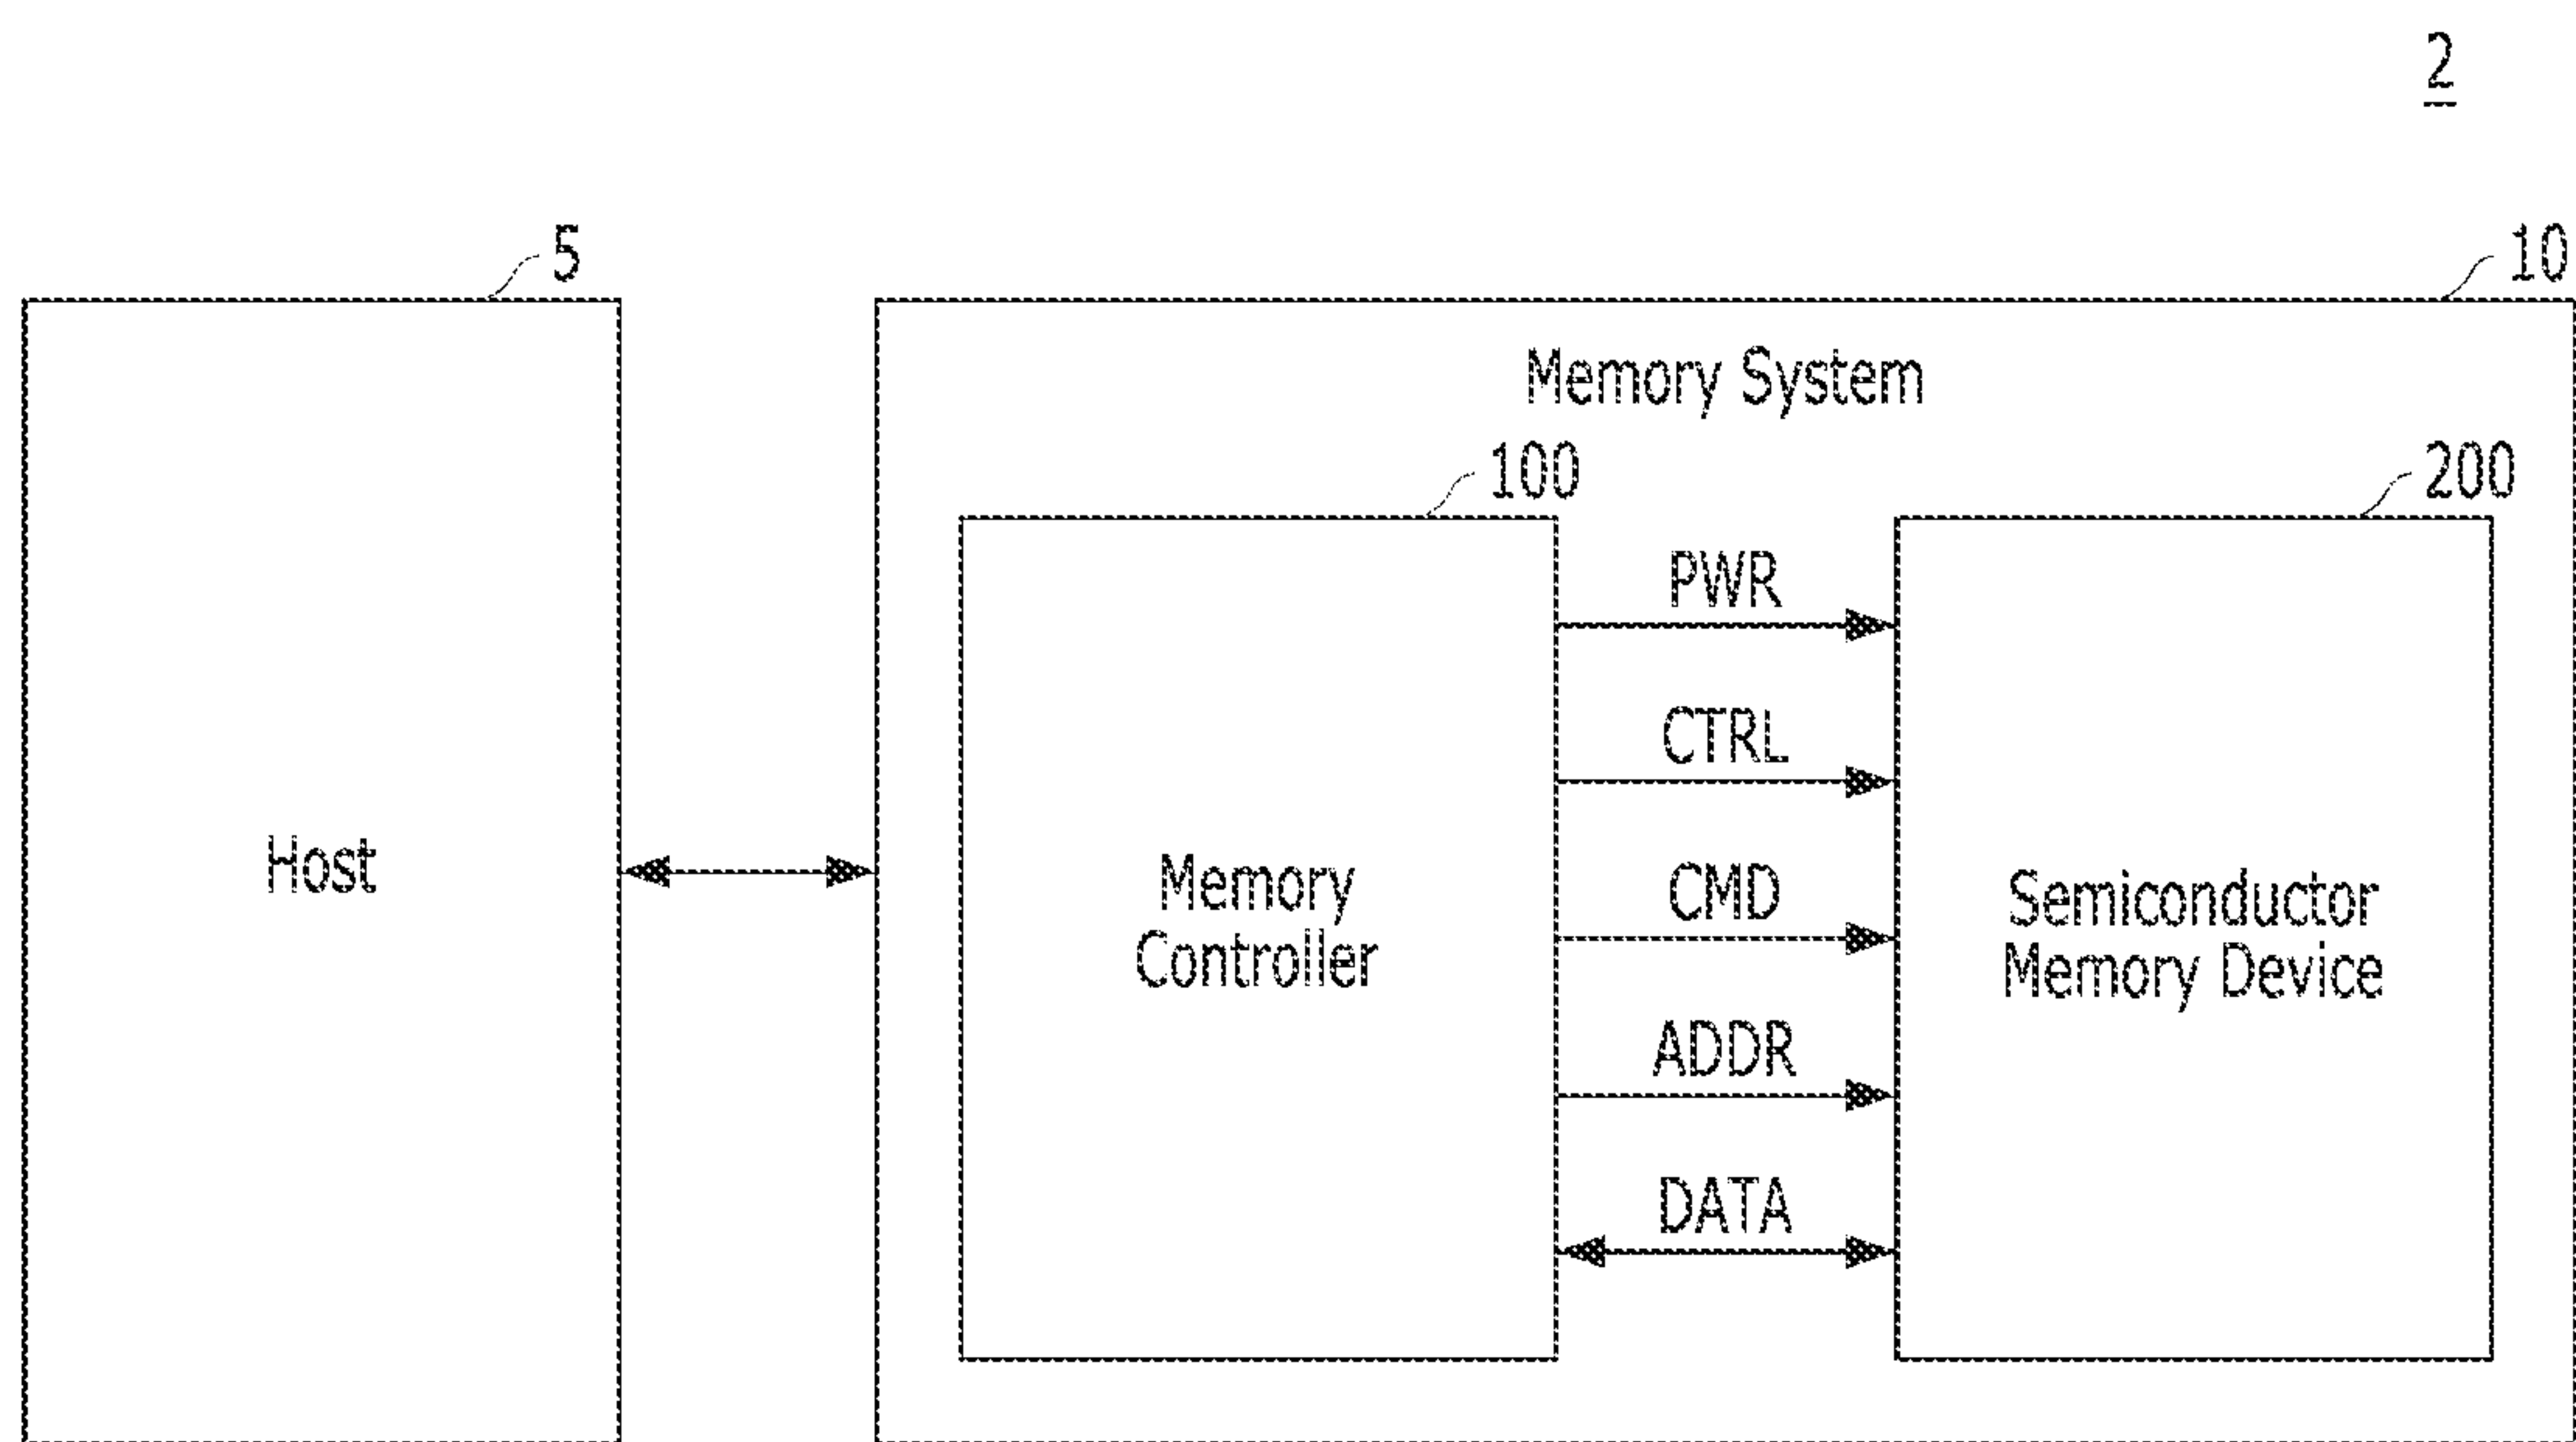 2
5
10
Memory System
100
200
PWR
CTRL
Host
CMD
Memory
Controller
Semiconductor
Memory Device
ADDR
DATA